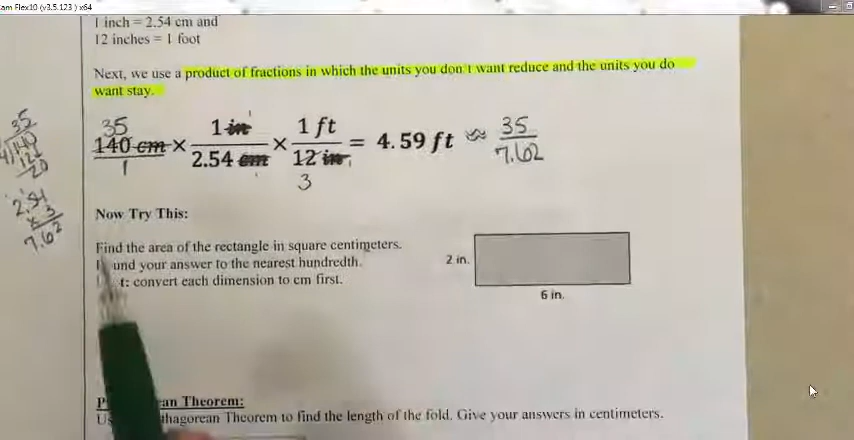 am Flex10 (v3.5.123 ) x64
1 inch = 2.54 cm and
12 inches = 1 foot
Next, we use a product of fractions in which the units you don't want reduce and the units you do
want stay.
35
140 cm × 1 in / 2.54 cm × 1 ft / 12 in. = 4.59 ft ≈ 35 / 7.62
1
3
35
20
2.54
× 3
7.62
Now Try This:
Find the area of the rectangle in square centimeters.
und your answer to the nearest hundredth.
t: convert each dimension to cm first.
2 in.
6 in.
an Theorem:
thagorean Theorem to find the length of the fold. Give your answers in centimeters.